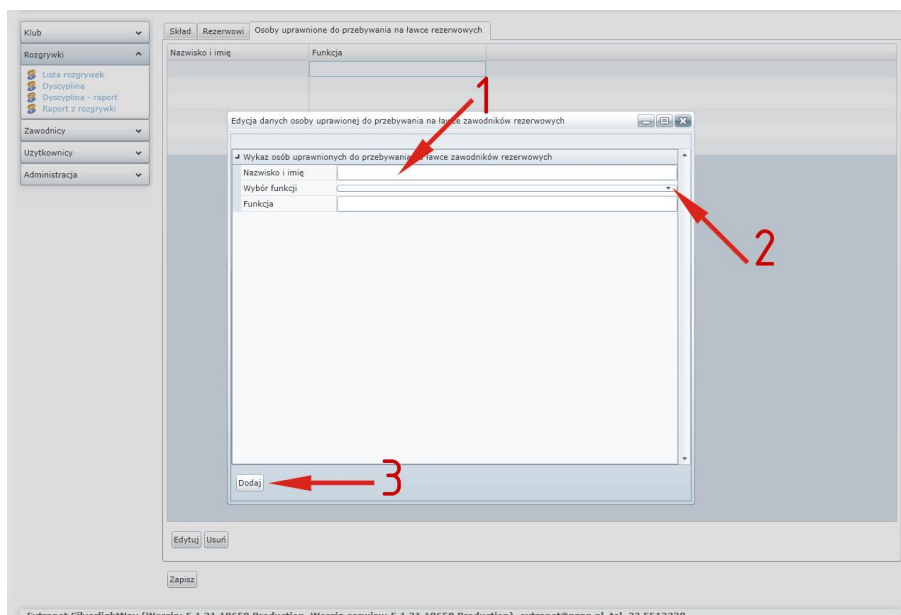 Klub
Rozgrywki
Lista rozgrywek
Dyscyplina
Dyscyplina - raport
Raport z rozgrywki
Zawodnicy
Użytkownicy
Administracja
Skład Rezerwowi Osoby uprawnione do przebywania na ławce rezerwowych
Nazwisko i imię Funkcja
1
Edycja danych osoby uprawionej do przebywania na ławce zawodników rezerwowych
Wykaz osób uprawnionych do przebywania na ławce zawodników rezerwowych
Nazwisko i imię
Wybór funkcji
Funkcja
2
Dodaj
3
Edytuj Usuń
Zapisz